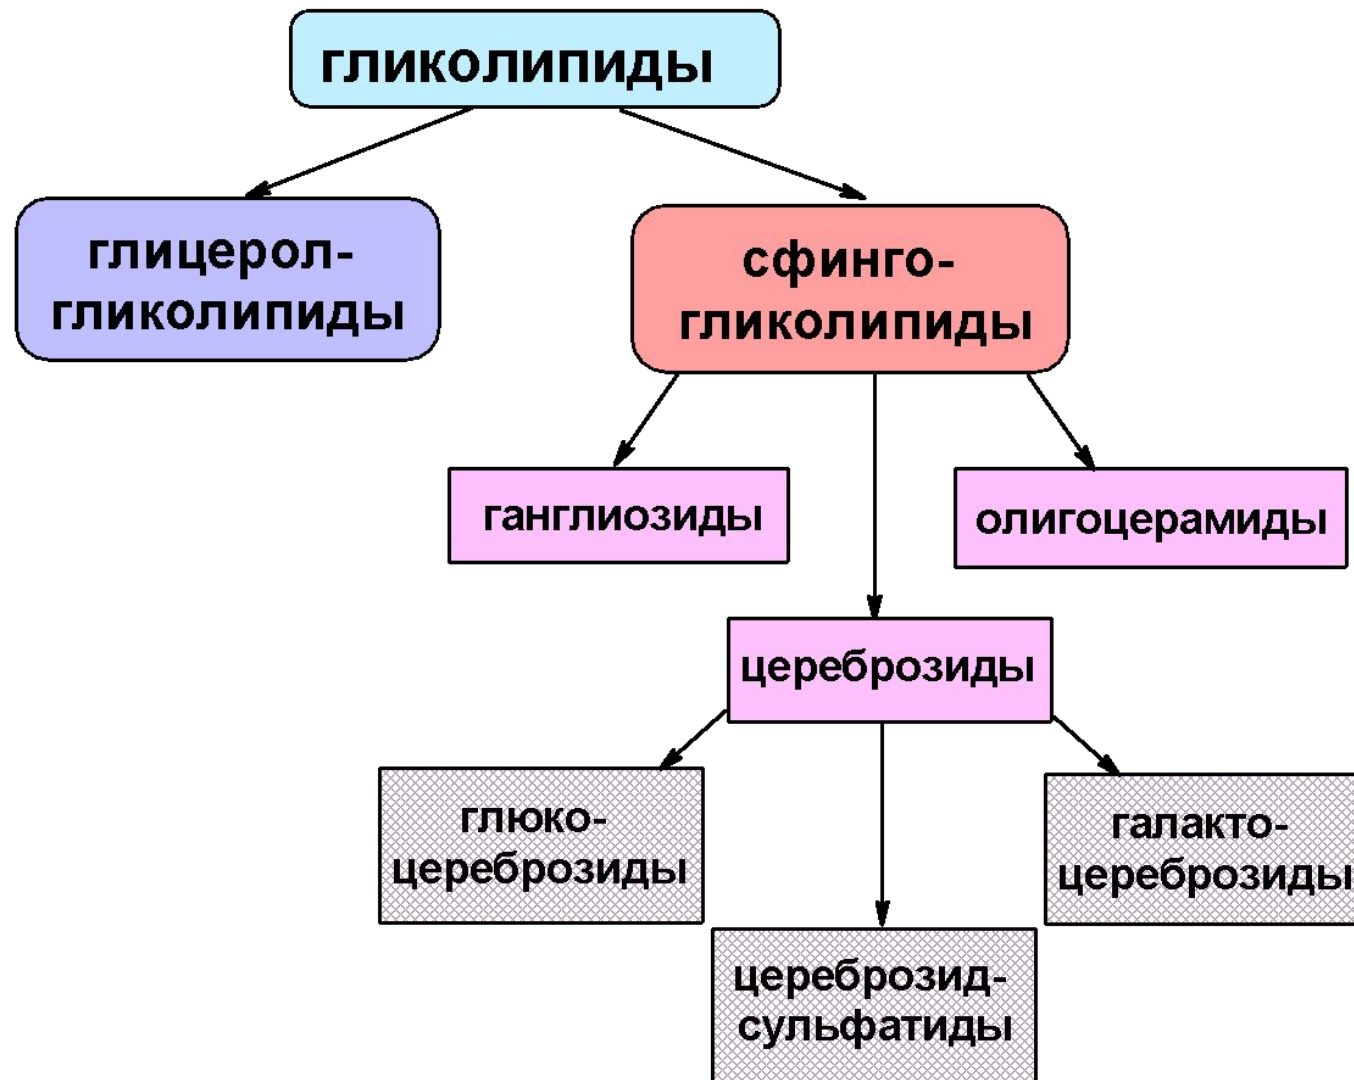 гликолипиды
глицерол-
гликолипиды
сфинго-
гликолипиды
ганглиозиды
олигоцерамиды
цереброзиды
глюко-
цереброзиды
галакто-
цереброзиды
цереброзид-
сульфатиды